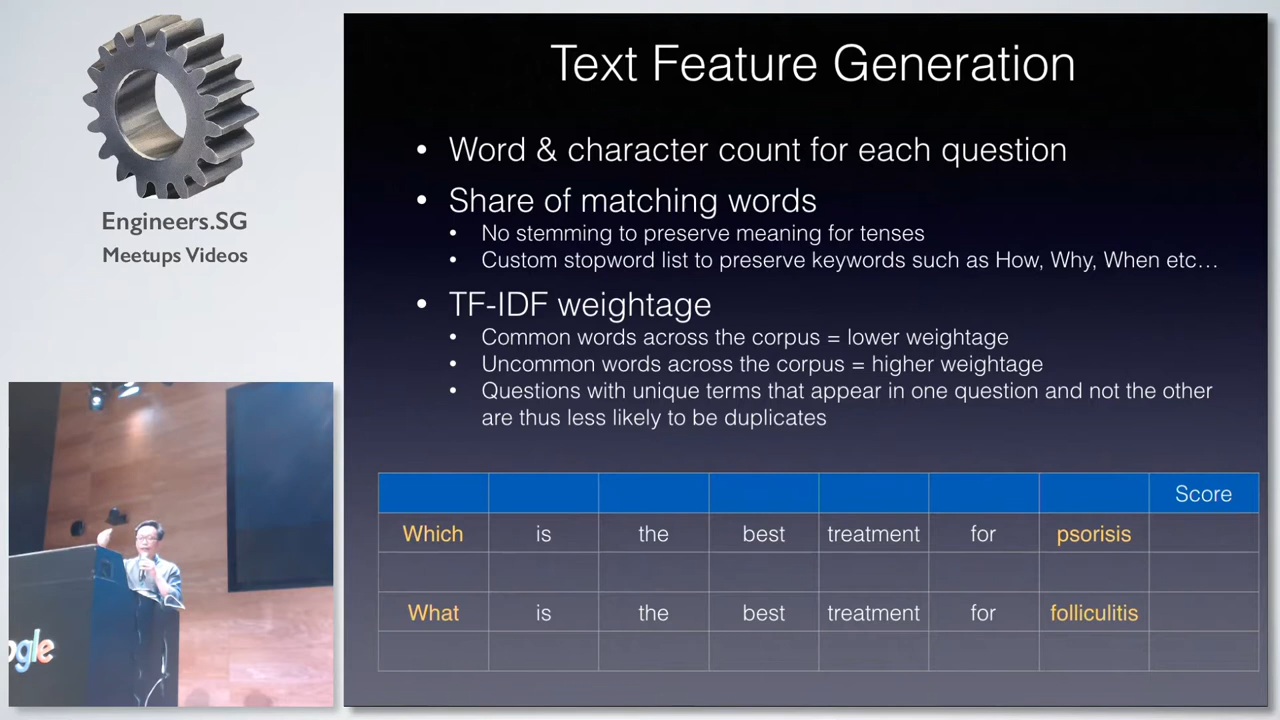 Engineers.SG
Meetups Videos
Text Feature Generation
• Word & character count for each question
• Share of matching words
• No stemming to preserve meaning for tenses
• Custom stopword list to preserve keywords such as How, Why, When etc…
• TF-IDF weightage
• Common words across the corpus = lower weightage
• Uncommon words across the corpus = higher weightage
• Questions with unique terms that appear in one question and not the other
are thus less likely to be duplicates
Score
Which is the best treatment for psorisis
What is the best treatment for folliculitis
ogle